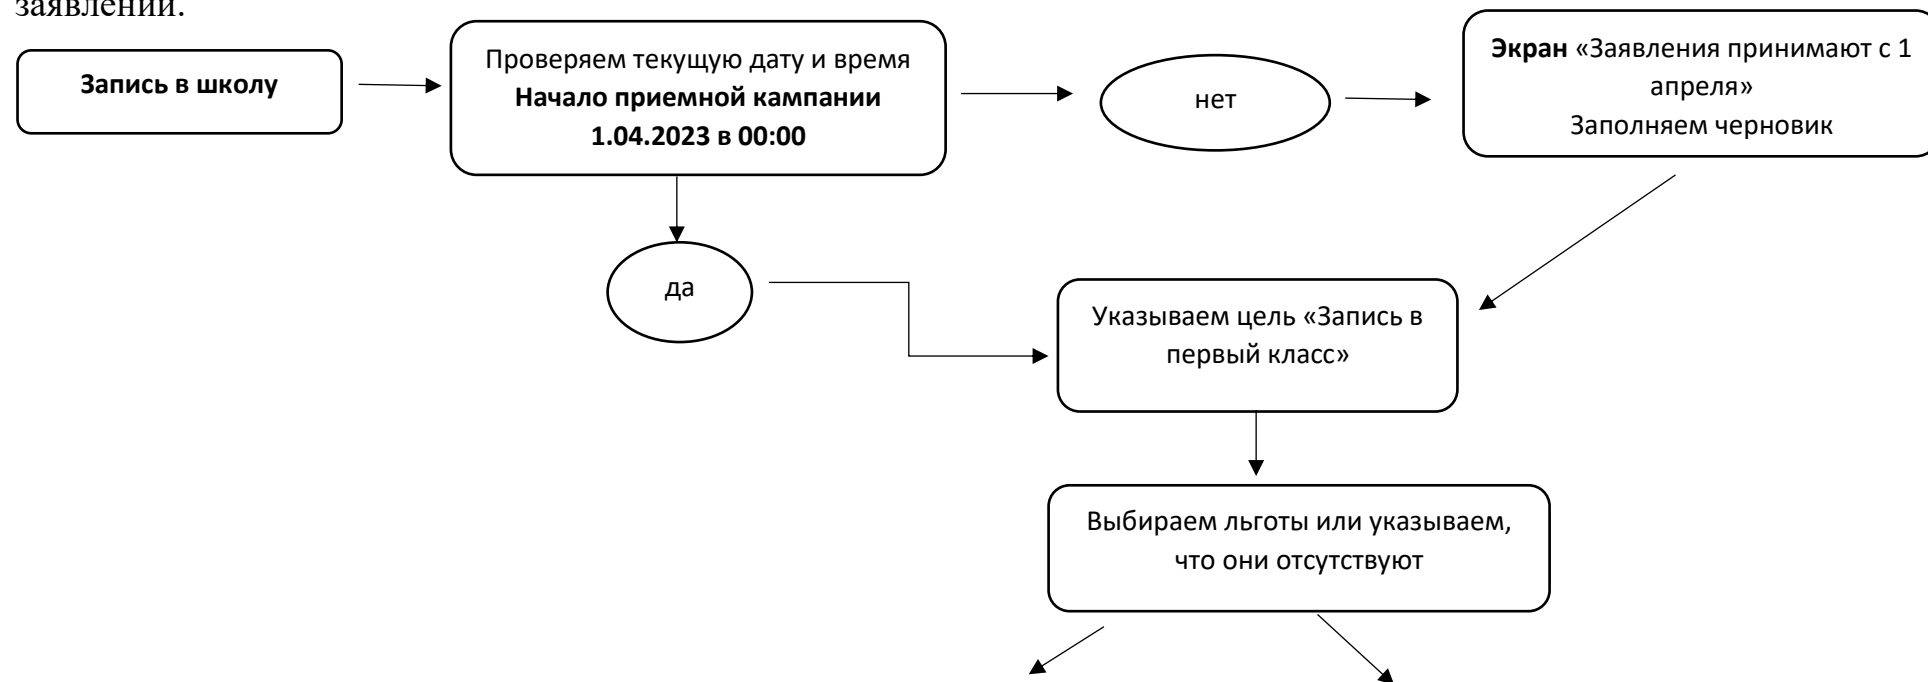 заявлений.
Запись в школу
Проверяем текущую дату и время
Начало приемной кампании
1.04.2023 в 00:00
нет
Экран «Заявления принимают с 1
апреля»
Заполняем черновик
да
Указываем цель «Запись в
первый класс»
Выбираем льготы или указываем,
что они отсутствуют